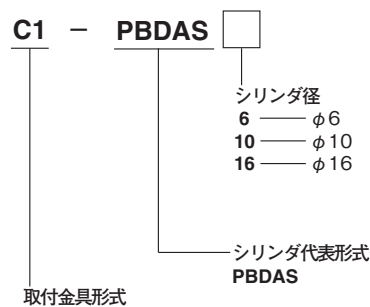 C1 － PBDAS
シリンダ径
6 φ6
10 φ10
16 φ16
シリンダ代表形式
PBDAS
取付金具形式